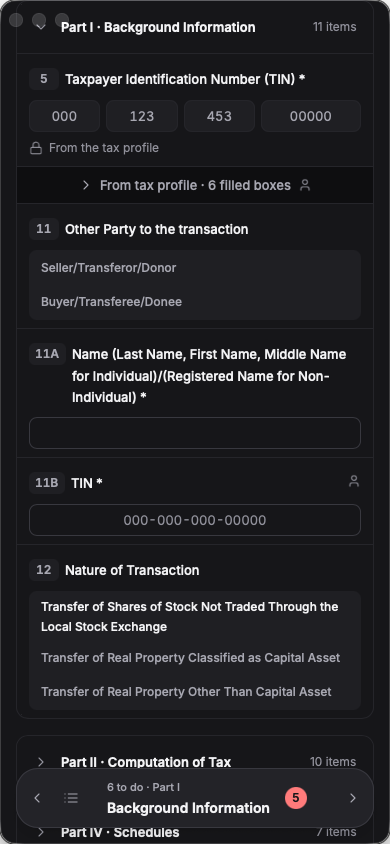 Part I · Background Information 11 items
5 Taxpayer Identification Number (TIN) *
000 123 453 00000
From the tax profile
From tax profile · 6 filled boxes
11 Other Party to the transaction
Seller/Transferor/Donor
Buyer/Transferee/Donee
11A Name (Last Name, First Name, Middle Name
for Individual)/(Registered Name for Non-
Individual) *
11B TIN *
000-000-000-00000
12 Nature of Transaction
Transfer of Shares of Stock Not Traded Through the
Local Stock Exchange
Transfer of Real Property Classified as Capital Asset
Transfer of Real Property Other Than Capital Asset
Part II · Computation of Tax 10 items
6 to do · Part I
Background Information 5
Part IV · Schedules 7 items